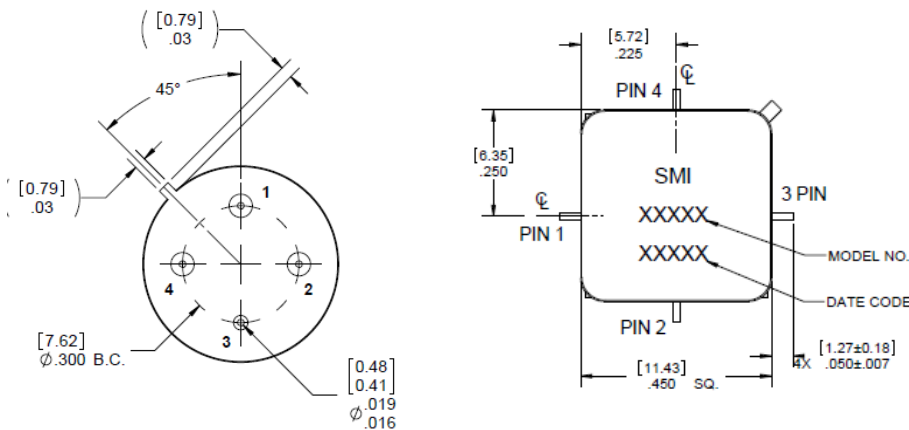 [0.79]
.03
45°
[0.79]
.03
1
4
2
3
[7.62]
Ø.300 B.C.
[0.48]
[0.41]
Ø.019
.016
[5.72]
.225
℄
PIN 4
[6.35]
.250
SMI
℄
3 PIN
XXXXX
PIN 1
MODEL NO.
XXXXX
DATE CODE
PIN 2
[1.27±0.18]
4X .050±.007
[11.43]
.450 SQ.